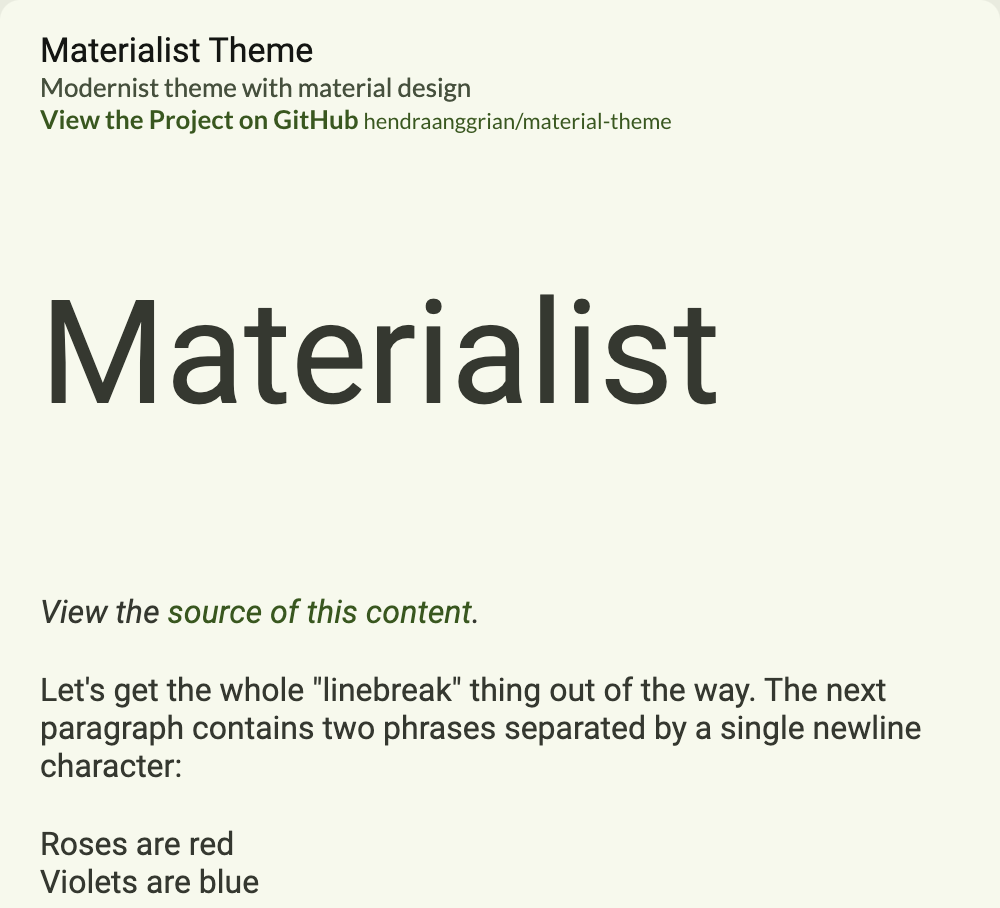 Materialist Theme
Modernist theme with material design
View the Project on GitHub hendraanggrian/material-theme
Materialist
View the source of this content.
Let's get the whole "linebreak" thing out of the way. The next
paragraph contains two phrases separated by a single newline
character:
Roses are red
Violets are blue